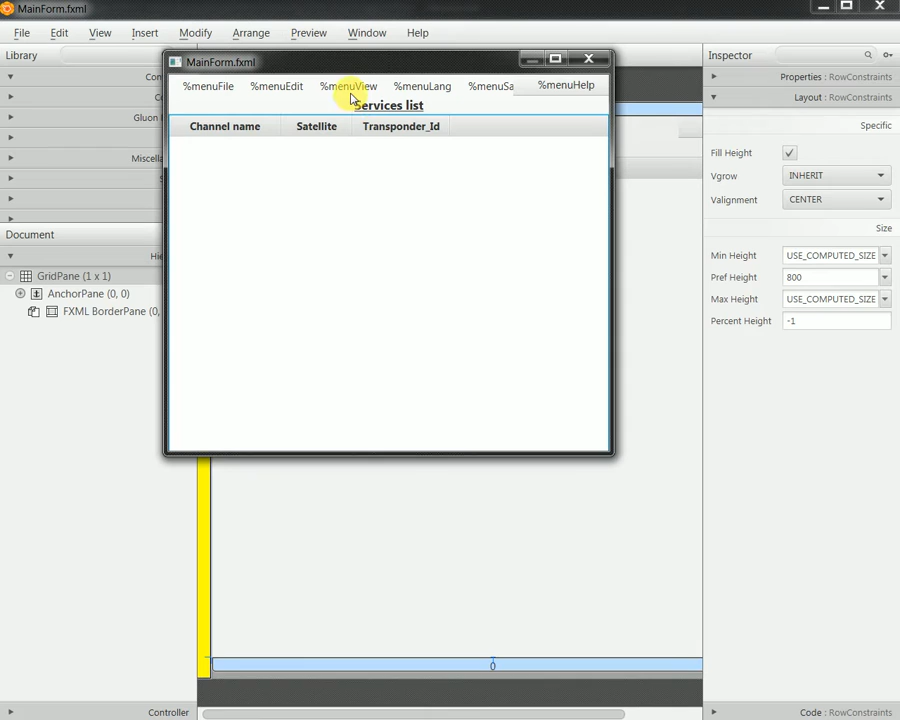 MainForm.fxml
File Edit View Insert Modify Arrange Preview Window Help
Library
Inspector
MainForm.fxml
%menuFile %menuEdit %menuView %menuLang %menuSa %menuHelp
Services list
Channel name Satellite Transponder_Id
Con
Co
Gluon
Miscella
S
Document
Hie
GridPane (1 x 1)
AnchorPane (0, 0)
FXML BorderPane (0,
Controller
0
Properties : RowConstraints
Layout : RowConstraints
Specific
Fill Height
Vgrow INHERIT
Valignment CENTER
Size
Min Height USE_COMPUTED_SIZE
Pref Height 800
Max Height USE_COMPUTED_SIZE
Percent Height -1
Code : RowConstraints